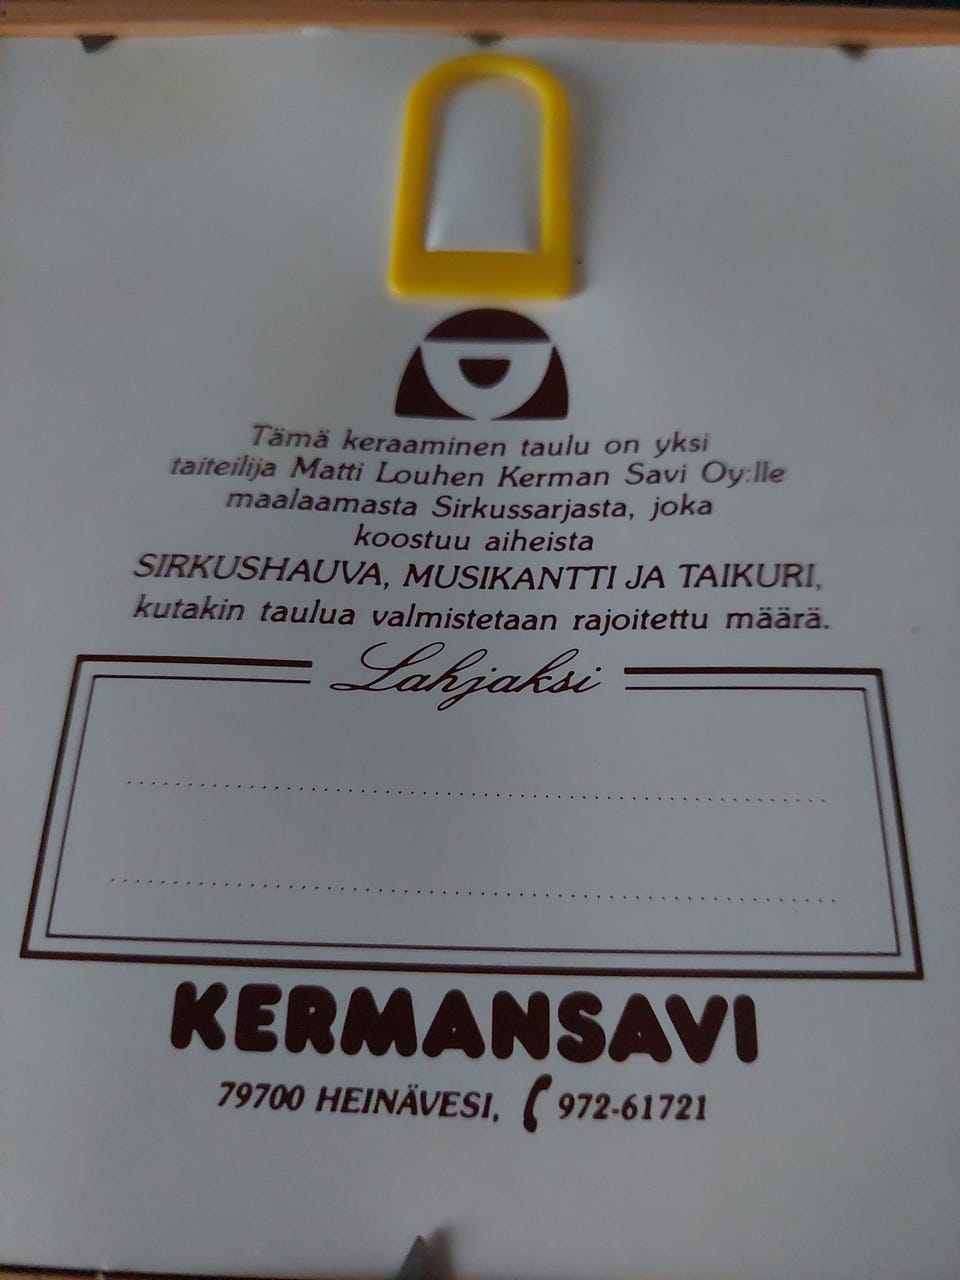 Tämä keraaminen taulu on yksi
taiteilija Matti Louhen Kerman Savi Oy:lle
maalaamasta Sirkussarjasta, joka
koostuu aiheista
SIRKUSHAUVA, MUSIKANTTI JA TAIKURI,
kutakin taulua valmistetaan rajoitettu määrä.
Lahjaksi
KERMANSAVI
79700 HEINÄVESI, 972-61721